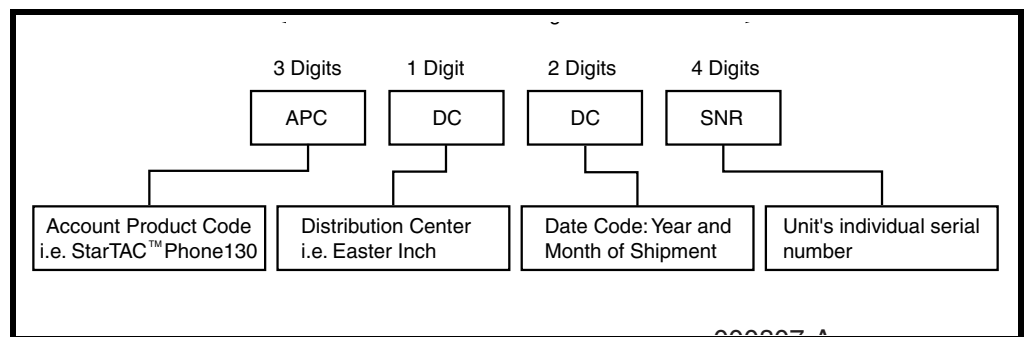 3 Digits 1 Digit 2 Digits 4 Digits
APC DC DC SNR
Account Product Code
i.e. StarTAC™Phone130
Distribution Center
i.e. Easter Inch
Date Code: Year and
Month of Shipment
Unit's individual serial
number